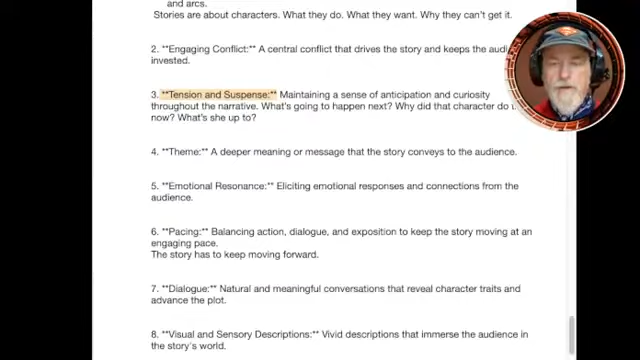 and arcs.
Stories are about characters. What they do. What they want. Why they can't get it.
2. **Engaging Conflict:** A central conflict that drives the story and keeps the
invested.
3. **Tension and Suspense:** Maintaining a sense of anticipation and curiosity
throughout the narrative. What's going to happen next? Why did that character do
now? What's she up to?
4. **Theme:** A deeper meaning or message that the story conveys to the audience.
5. **Emotional Resonance:** Eliciting emotional responses and connections from the
audience.
6. **Pacing:** Balancing action, dialogue, and exposition to keep the story moving at an
engaging pace.
The story has to keep moving forward.
7. **Dialogue:** Natural and meaningful conversations that reveal character traits and
advance the plot.
8. **Visual and Sensory Descriptions:** Vivid descriptions that immerse the audience in
the story's world.